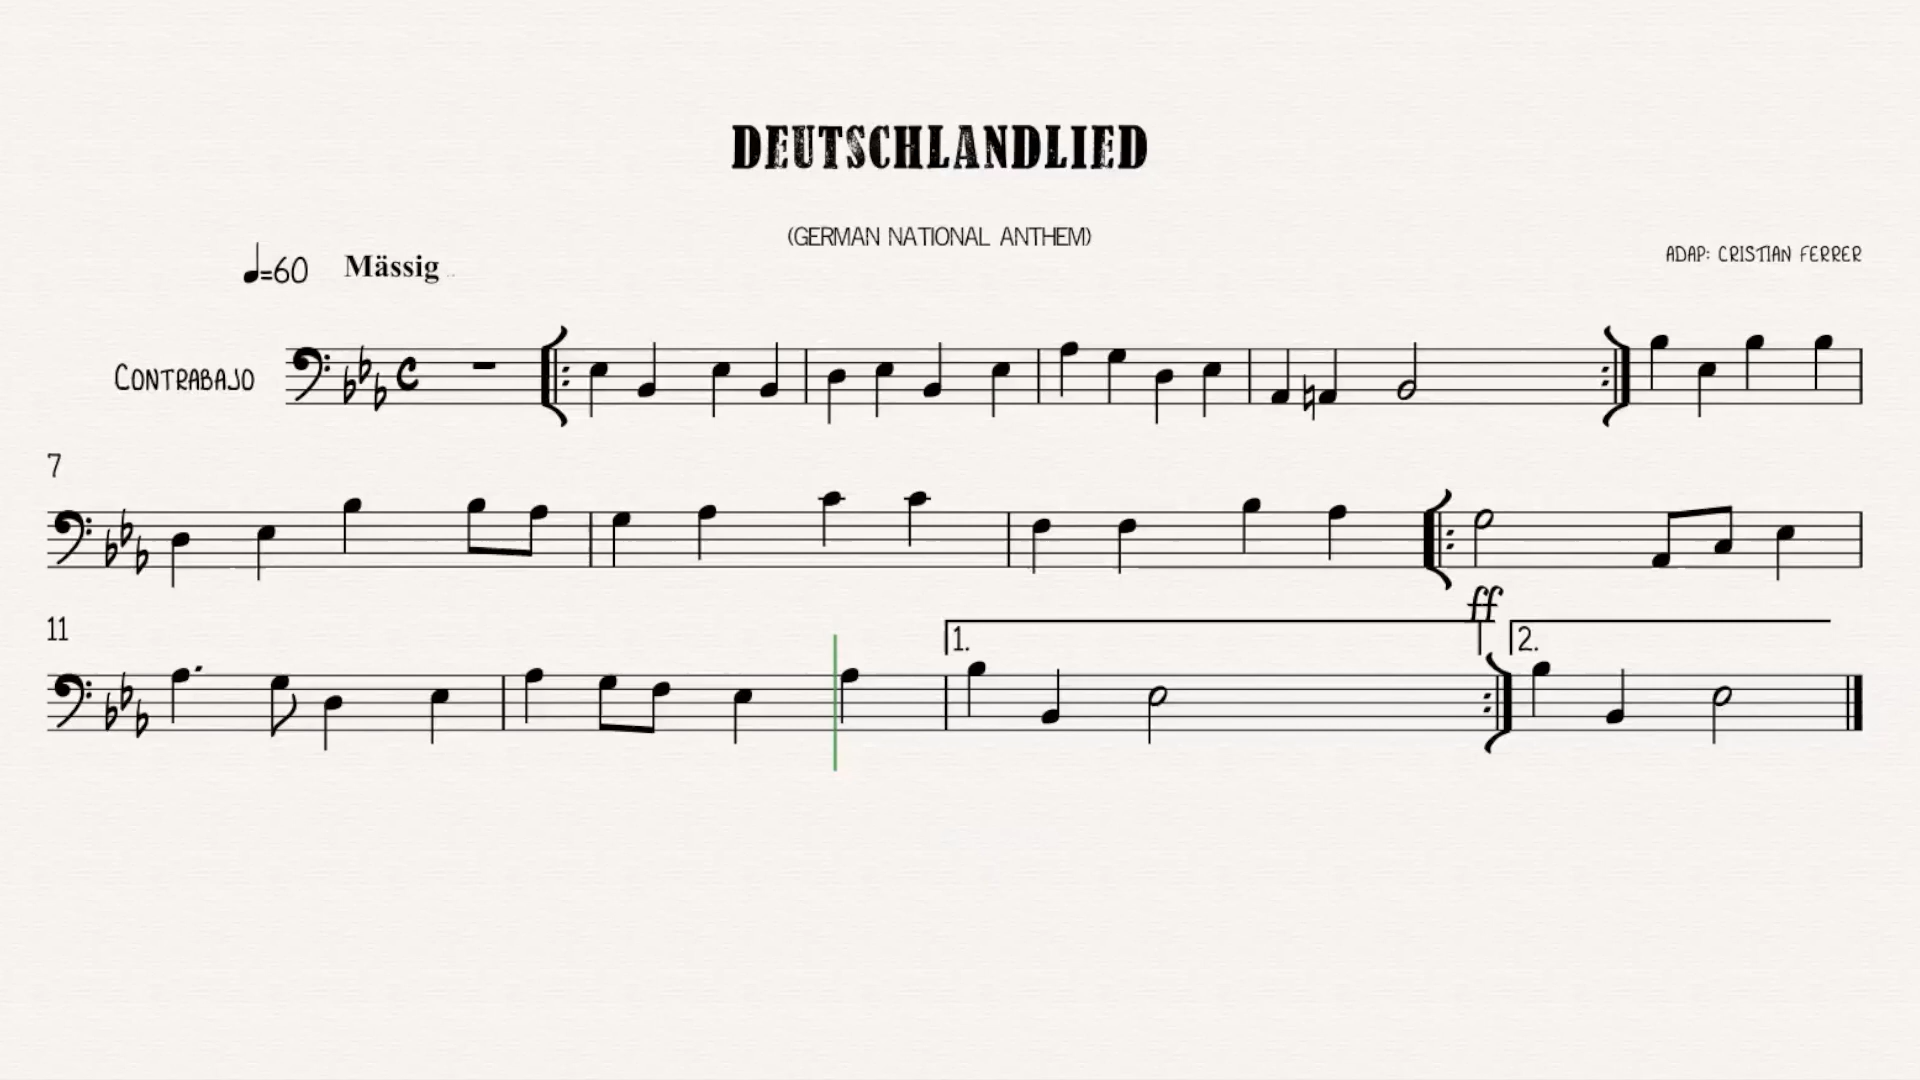 DEUTSCHLANDLIED
(GERMAN NATIONAL ANTHEM)
=60 Mässig
ADAP: CRISTIAN FERRER
CONTRABAJO
7
ff
11
1.
2.